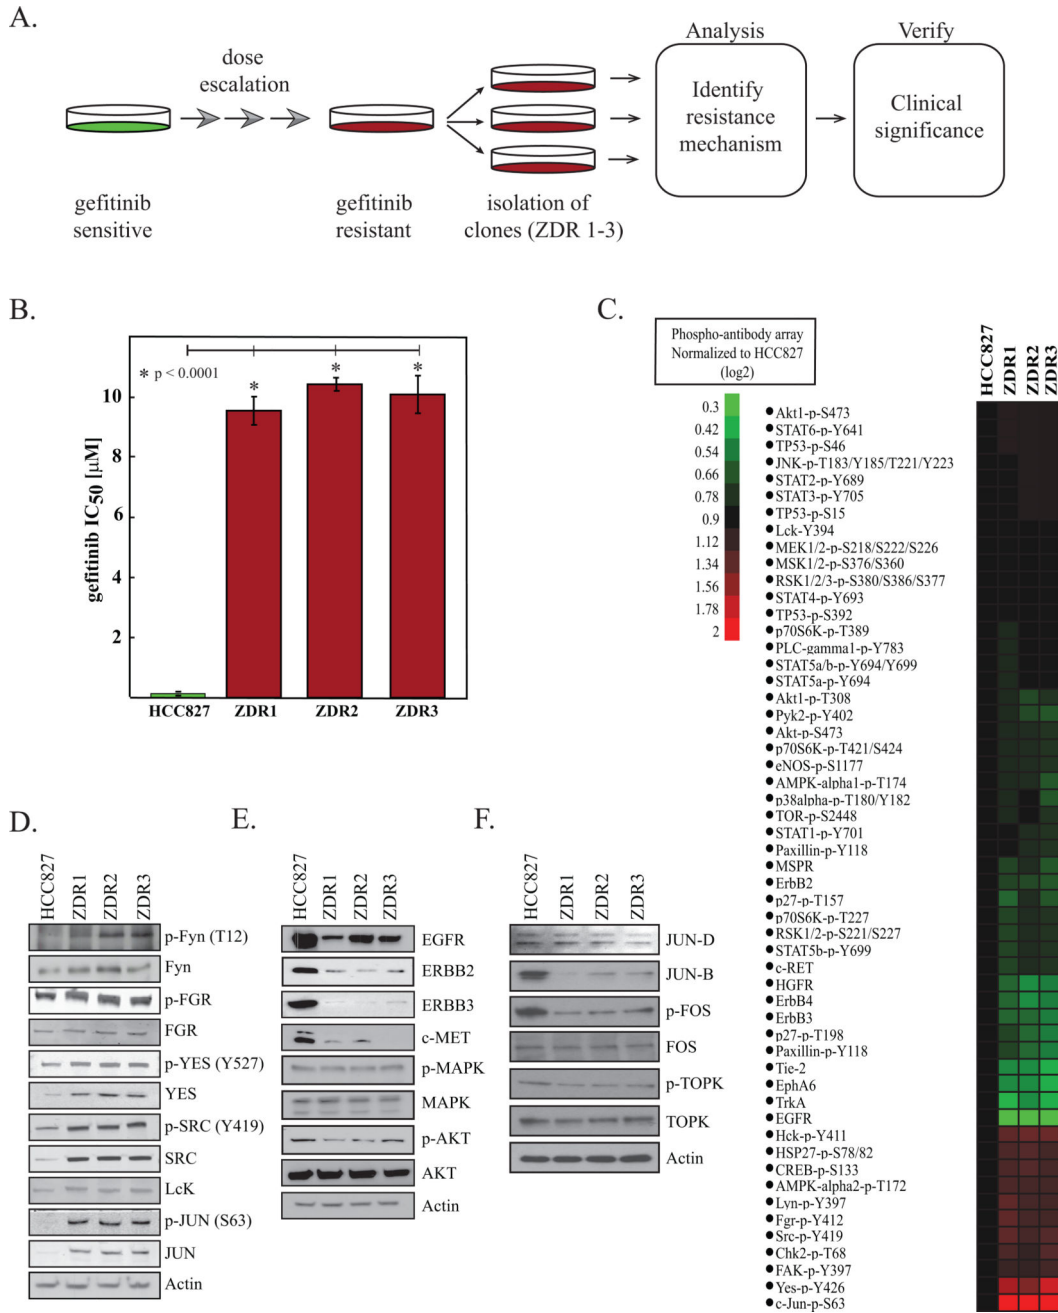 A.
dose
escalation
gefitinib
sensitive
gefitinib
resistant
isolation of
clones (ZDR 1-3)
Analysis
Identify
resistance
mechanism
Verify
Clinical
significance
B.
* p < 0.0001
* * *
gefitinib IC50 [µM]
10
8
6
4
2
HCC827 ZDR1 ZDR2 ZDR3
C.
Phospho-antibody array
Normalized to HCC827
(log2)
0.3
0.42
0.54
0.66
0.78
0.9
1.12
1.34
1.56
1.78
2
HCC827 ZDR1 ZDR2 ZDR3
Akt1-p-S473
STAT6-p-Y641
TP53-p-S46
JNK-p-T183/Y185/T221/Y223
STAT2-p-Y689
STAT3-p-Y705
TP53-p-S15
Lck-Y394
MEK1/2-p-S218/S222/S226
MSK1/2-p-S376/S360
RSK1/2/3-p-S380/S386/S377
STAT4-p-Y693
TP53-p-S392
p70S6K-p-T389
PLC-gamma1-p-Y783
STAT5a/b-p-Y694/Y699
STAT5a-p-Y694
Akt1-p-T308
Pyk2-p-Y402
Akt-p-S473
p70S6K-p-T421/S424
eNOS-p-S1177
AMPK-alpha1-p-T174
p38alpha-p-T180/Y182
TOR-p-S2448
STAT1-p-Y701
Paxillin-p-Y118
MSPR
ErbB2
p27-p-T157
p70S6K-p-T227
RSK1/2-p-S221/S227
STAT5b-p-Y699
c-RET
HGFR
ErbB4
ErbB3
p27-p-T198
Paxillin-p-Y118
Tie-2
EphA6
TrkA
EGFR
Hck-p-Y411
HSP27-p-S78/82
CREB-p-S133
AMPK-alpha2-p-T172
Lyn-p-Y397
Fgr-p-Y412
Src-p-Y419
Chk2-p-T68
FAK-p-Y397
Yes-p-Y426
c-Jun-p-S63
D.
HCC827 ZDR1 ZDR2 ZDR3
p-Fyn (T12)
Fyn
p-FGR
FGR
p-YES (Y527)
YES
p-SRC (Y419)
SRC
LcK
p-JUN (S63)
JUN
Actin
E.
HCC827 ZDR1 ZDR2 ZDR3
EGFR
ERBB2
ERBB3
c-MET
p-MAPK
MAPK
p-AKT
AKT
Actin
F.
HCC827 ZDR1 ZDR2 ZDR3
JUN-D
JUN-B
p-FOS
FOS
p-TOPK
TOPK
Actin